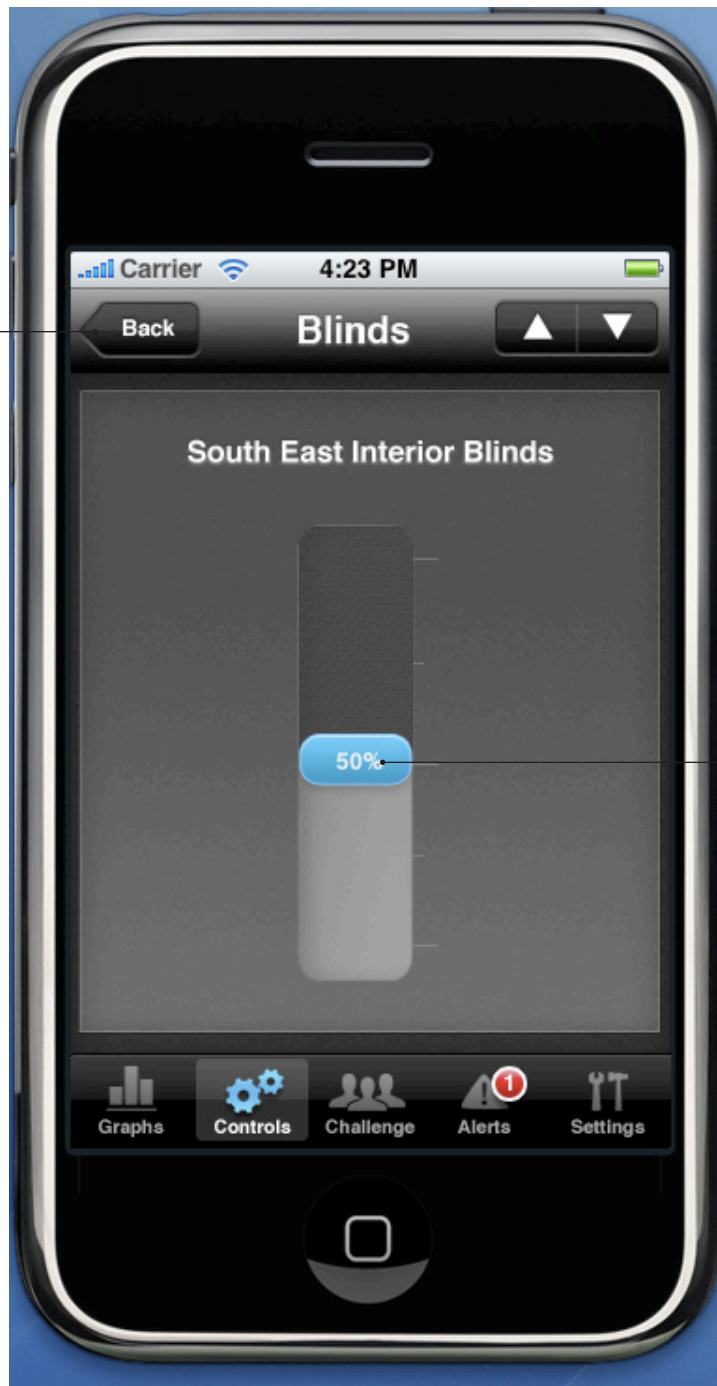 Carrier 4:23 PM
Back Blinds
South East Interior Blinds
50%
1
Graphs Controls Challenge Alerts Settings